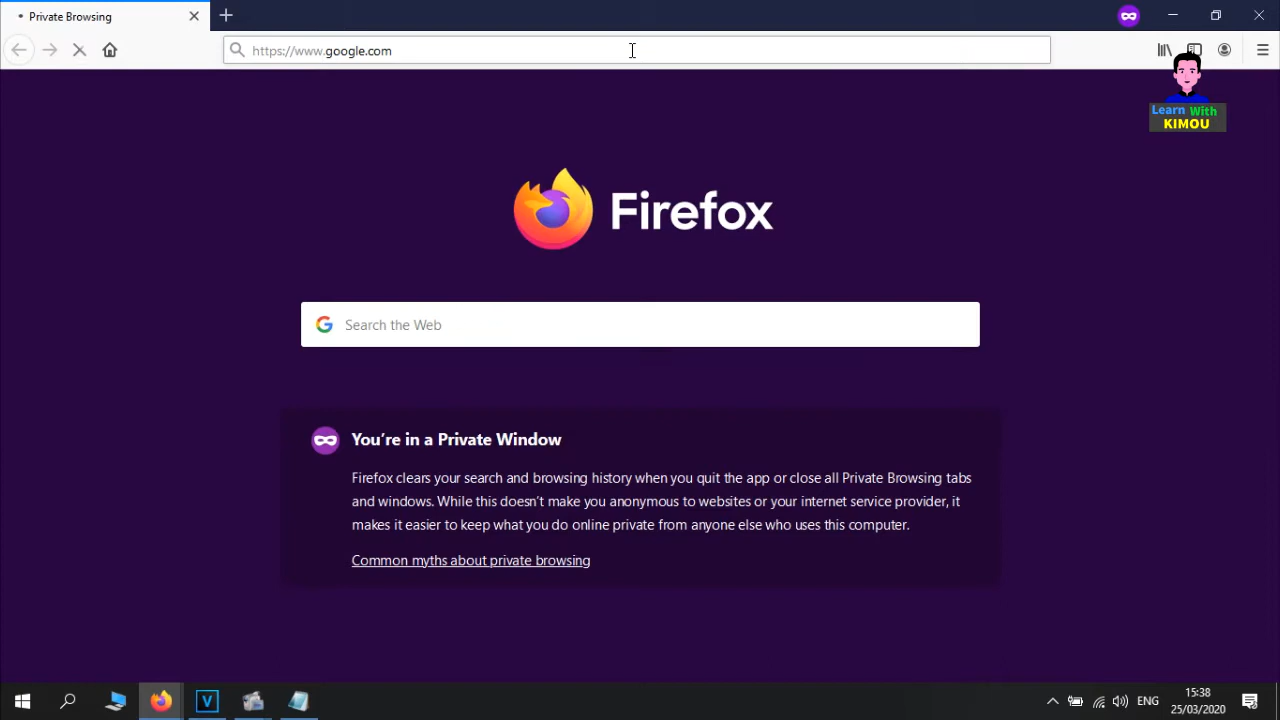 Private Browsing
https://www.google.com
Learn With
KIMOU
Firefox
Search the Web
You're in a Private Window
Firefox clears your search and browsing history when you quit the app or close all Private Browsing tabs
and windows. While this doesn't make you anonymous to websites or your internet service provider, it
makes it easier to keep what you do online private from anyone else who uses this computer.
Common myths about private browsing
V
ENG
15:38
25/03/2020